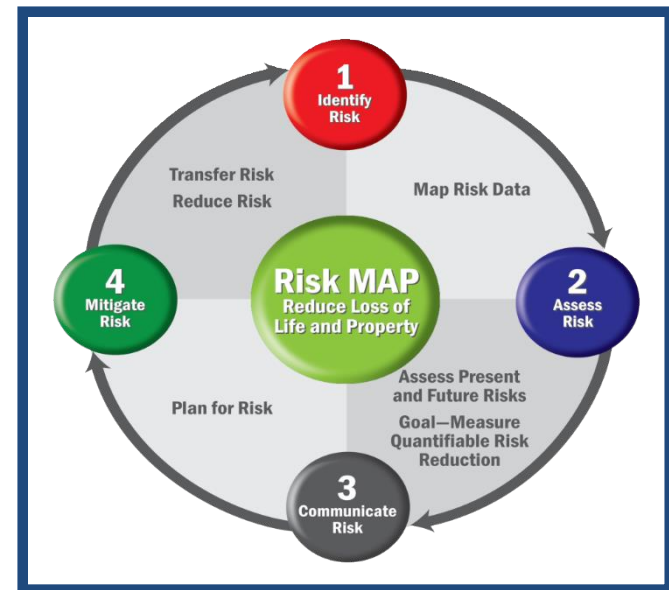 1
Identify
Risk
Transfer Risk
Reduce Risk
Map Risk Data
4
Mitigate
Risk
Risk MAP
Reduce Loss of
Life and Property
2
Assess
Risk
Plan for Risk
Assess Present
and Future Risks
Goal—Measure
Quantifiable Risk
Reduction
3
Communicate
Risk